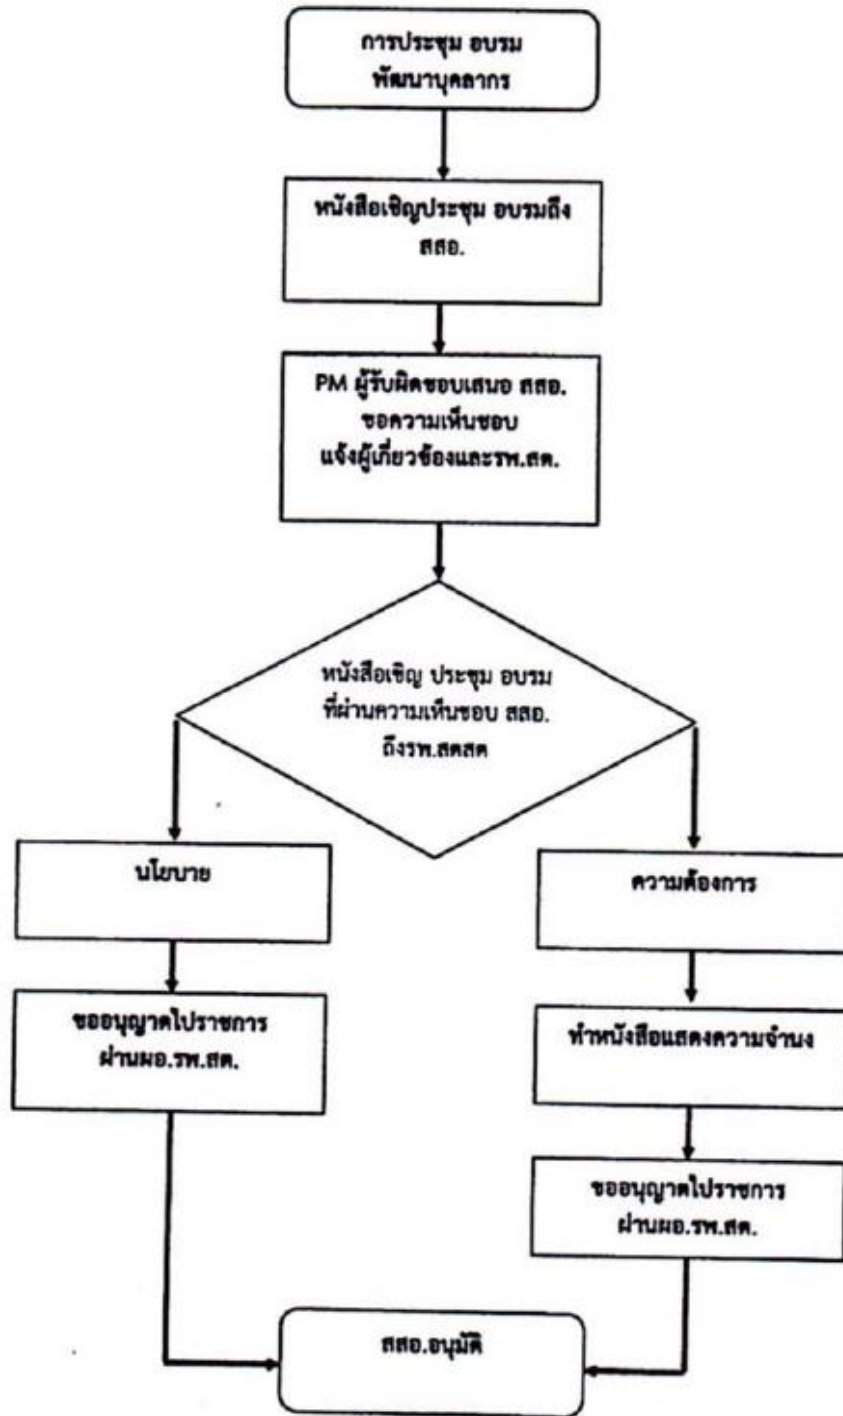 การประชุม อบรม
พัฒนาบุคลากร
หนังสือเชิญประชุม อบรมถึง
สสอ.
PM ผู้รับผิดชอบเสนอ สสอ.
ขอความเห็นชอบ
แจ้งผู้เกี่ยวข้องและรพ.สต.
หนังสือเชิญ ประชุม อบรม
ที่ผ่านความเห็นชอบ สสอ.
ถึงรพ.สตสต
นโยบาย
ความต้องการ
ขออนุญาตไปราชการ
ผ่านผอ.รพ.สต.
ทำหนังสือแสดงความจำนง
ขออนุญาตไปราชการ
ผ่านผอ.รพ.สต.
สสอ.อนุมัติ